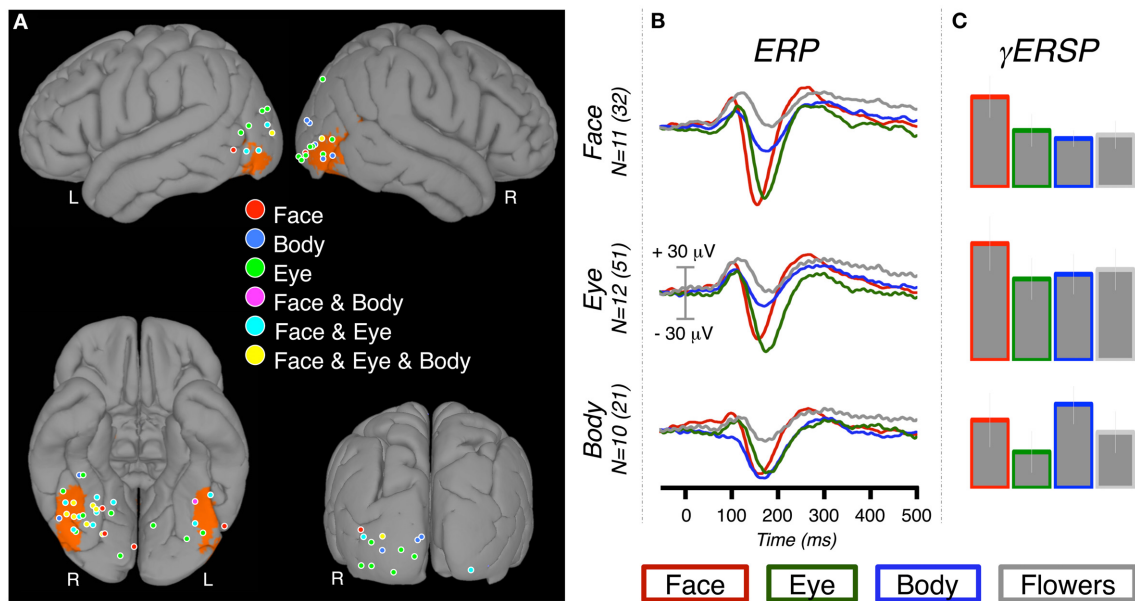 A
L
R
Face
Body
Eye
Face & Body
Face & Eye
Face & Eye & Body
R
L
R
B
ERP
Face
N=11 (32)
Eye
N=12 (51)
+ 30 µV
- 30 µV
Body
N=10 (21)
0 100 200 300 400 500
Time (ms)
C
γERSP
Face Eye Body Flowers